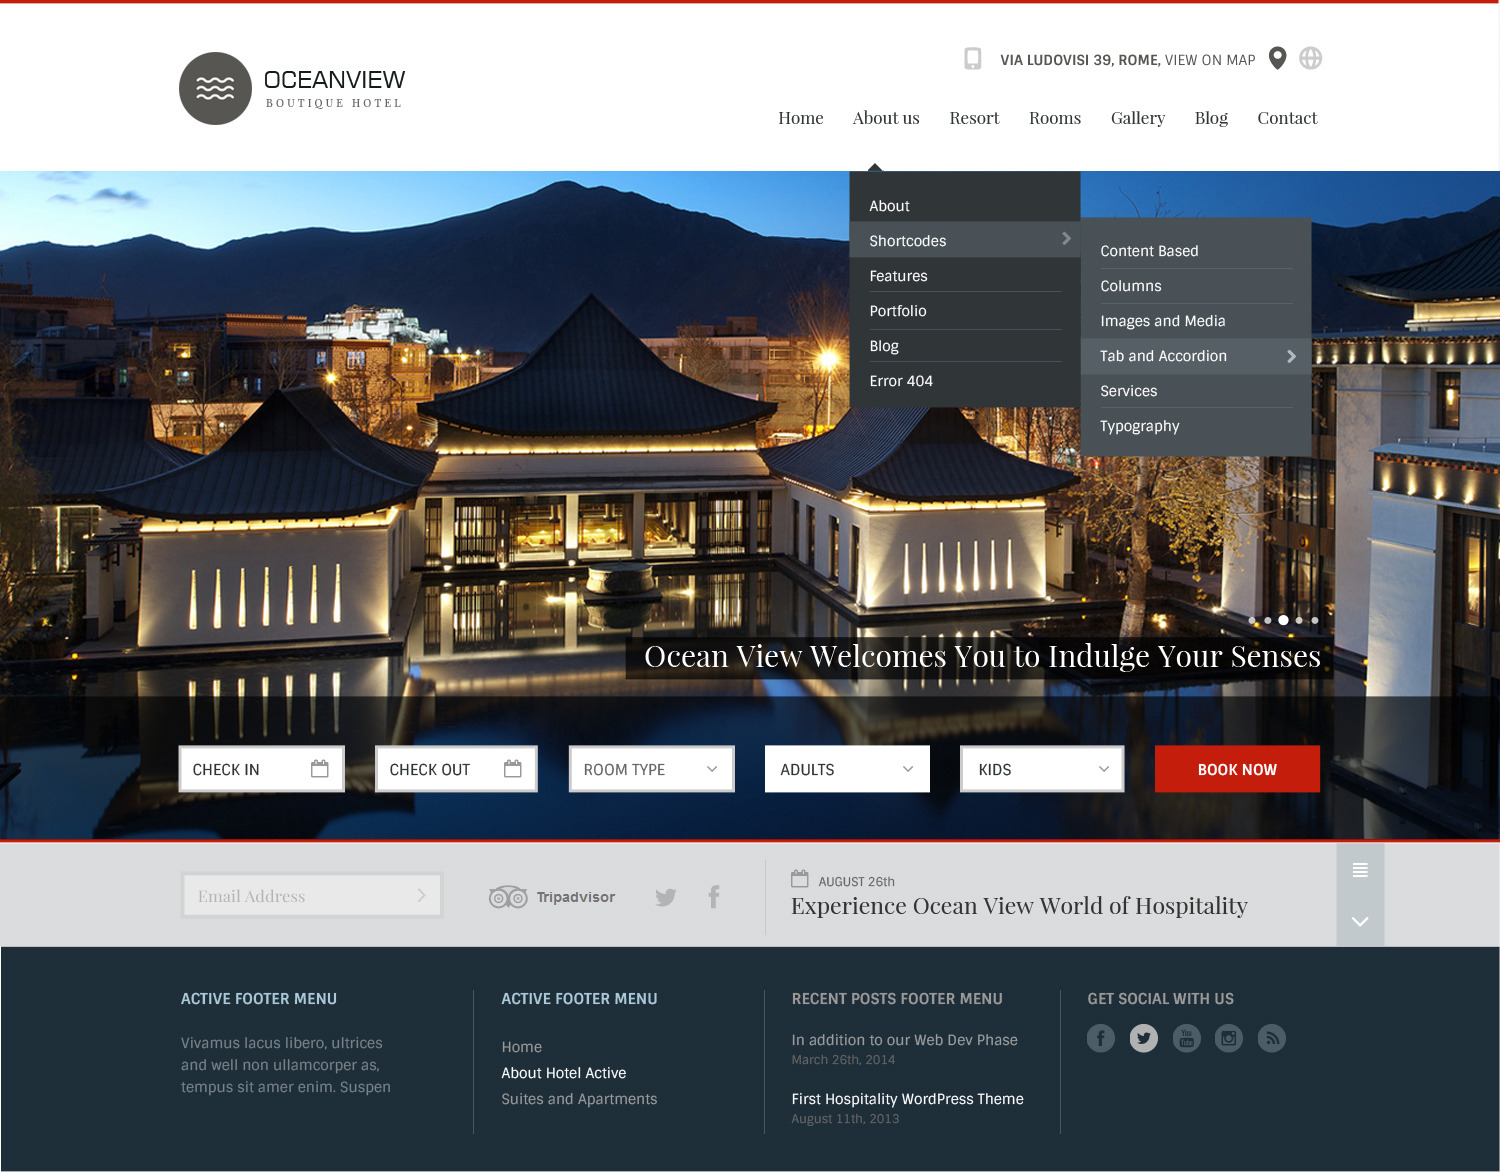 OCEANVIEW
BOUTIQUE HOTEL
VIA LUDOVISI 39, ROME, VIEW ON MAP
Home About us Resort Rooms Gallery Blog Contact
About
Shortcodes
Features
Portfolio
Blog
Error 404
Content Based
Columns
Images and Media
Tab and Accordion
Services
Typography
Ocean View Welcomes You to Indulge Your Senses
CHECK IN CHECK OUT ROOM TYPE ADULTS KIDS BOOK NOW
Email Address
Tripadvisor
AUGUST 26th
Experience Ocean View World of Hospitality
ACTIVE FOOTER MENU
Vivamus lacus libero, ultrices
and well non ullamcorper as,
tempus sit amer enim. Suspen
ACTIVE FOOTER MENU
Home
About Hotel Active
Suites and Apartments
RECENT POSTS FOOTER MENU
In addition to our Web Dev Phase
March 26th, 2014
First Hospitality WordPress Theme
August 11th, 2013
GET SOCIAL WITH US
You
Tube